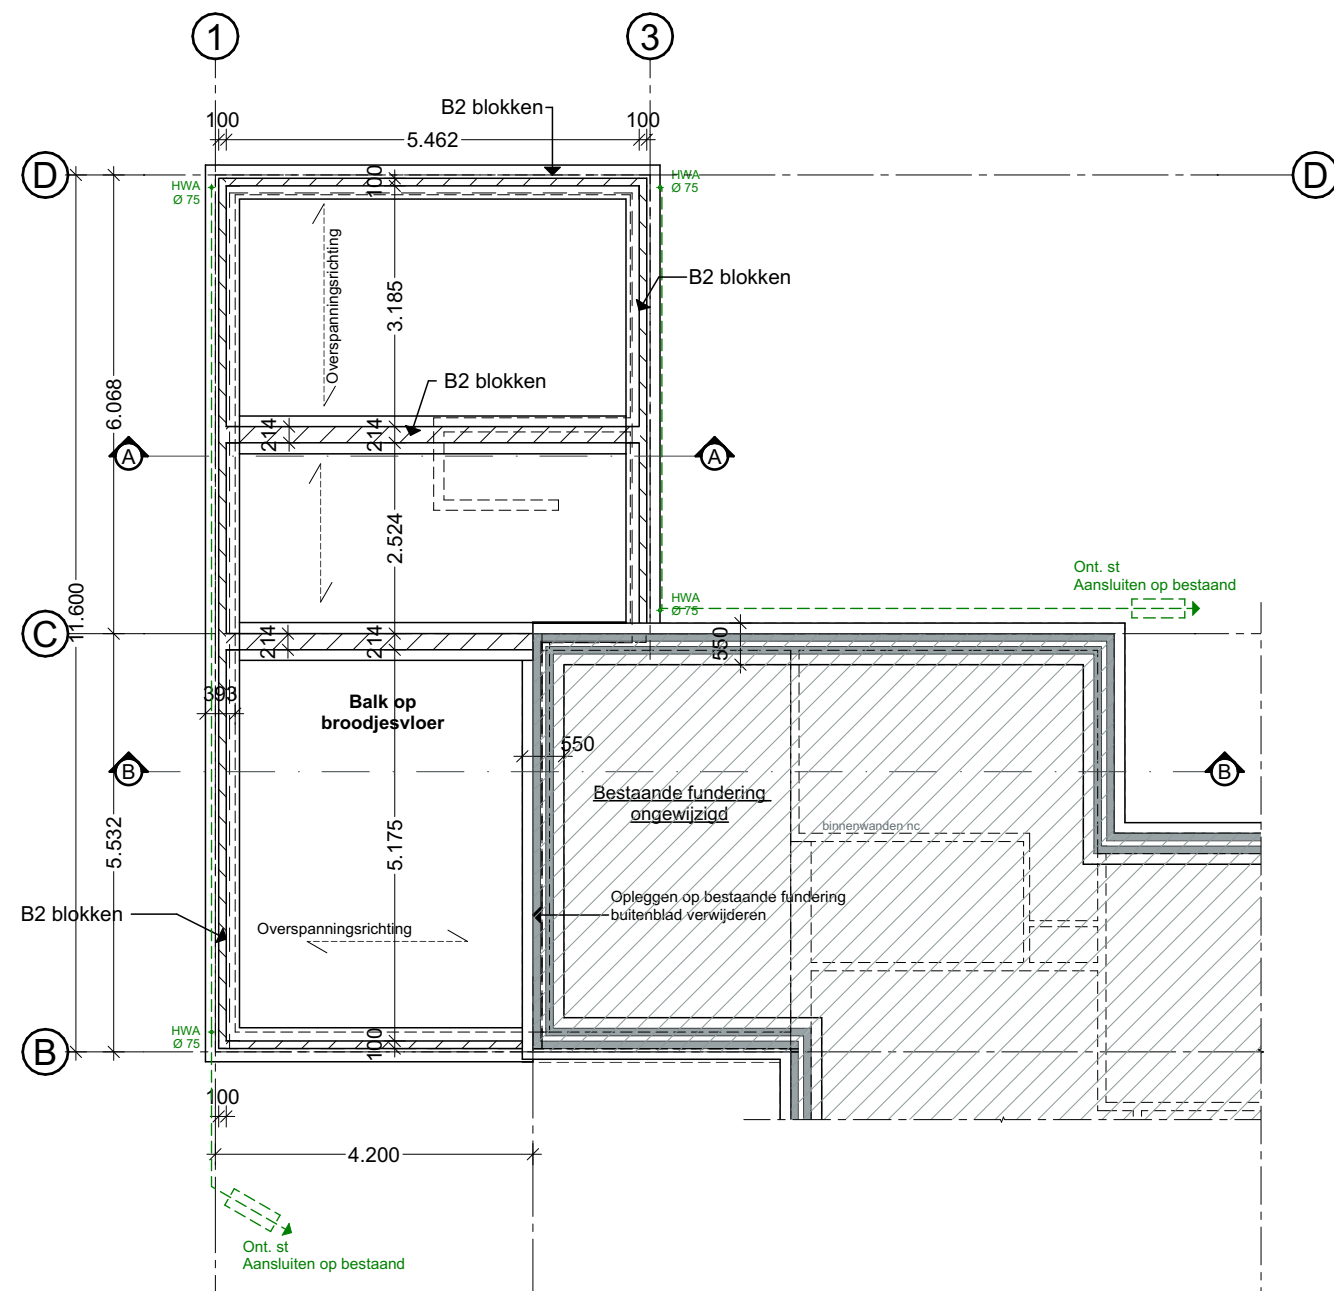 1
3
B2 blokken
100
5.462
100
D
D
HWA
Ø 75
100
HWA
Ø 75
Overspanningsrichting
3.185
B2 blokken
B2 blokken
6.068
214
214
A
A
2.524
11.600
Ont. st
Aansluiten op bestaand
HWA
Ø 75
C
214
214
550
393
Balk op
broodjesvloer
550
B
B
Bestaande fundering
ongewijzigd
binnenwanden nc
5.532
5.175
Opleggen op bestaande fundering
buitenblad verwijderen
B2 blokken
Overspanningsrichting
HWA
Ø 75
100
B
100
4.200
Ont. st
Aansluiten op bestaand